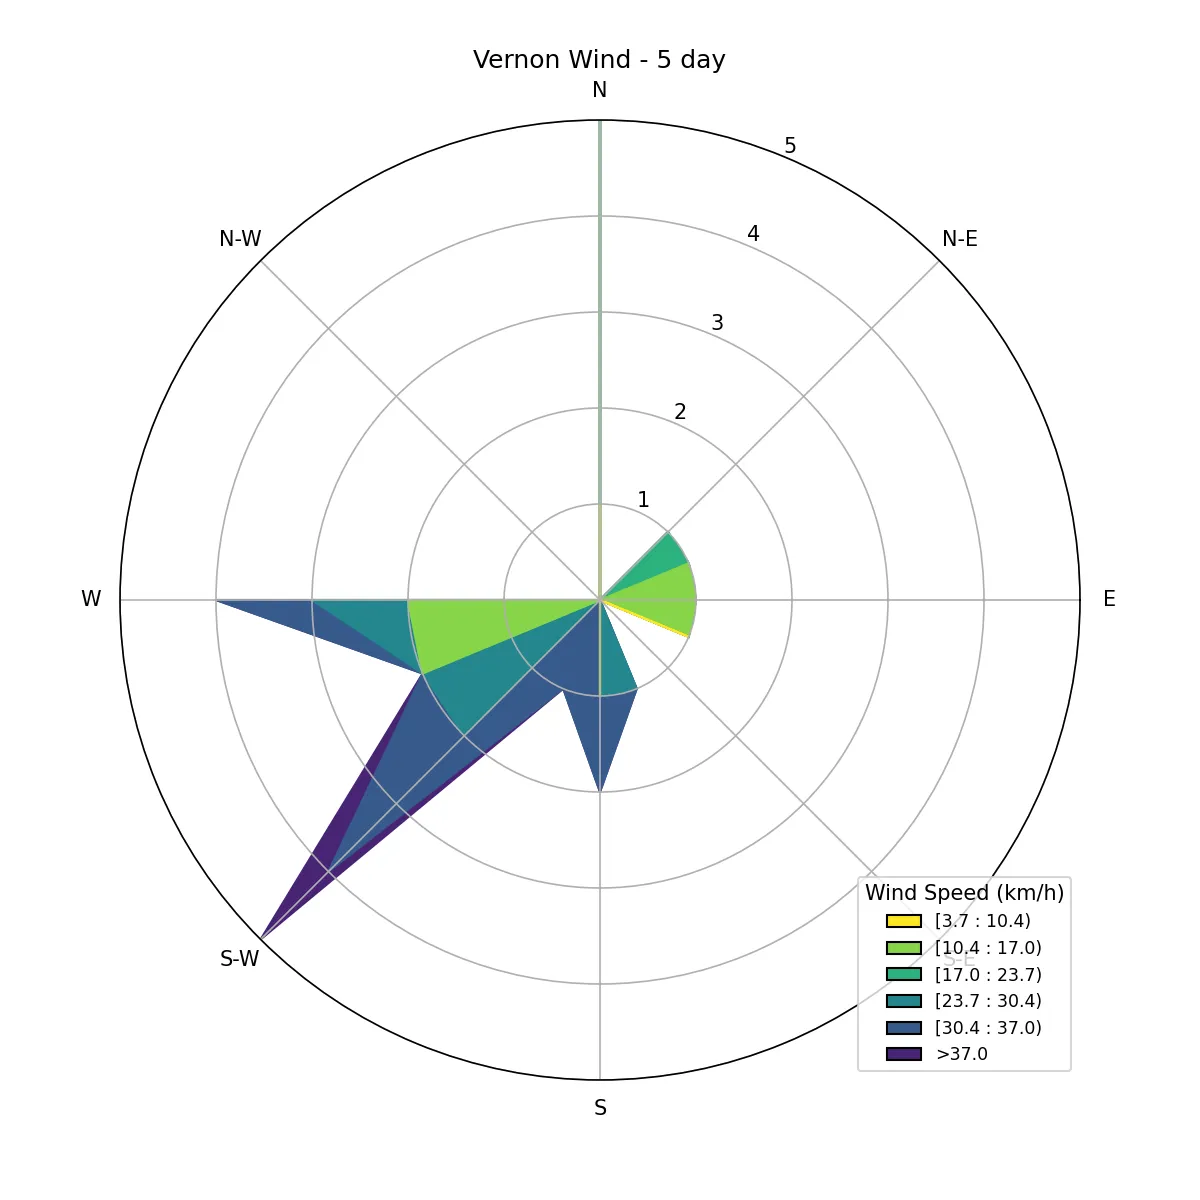 Vernon Wind - 5 day
N
5
N-W
N-E
4
3
2
1
W
E
Wind Speed (km/h)
[3.7 : 10.4)
[10.4 : 17.0)
S-W
S-E
[17.0 : 23.7)
[23.7 : 30.4)
[30.4 : 37.0)
>37.0
S